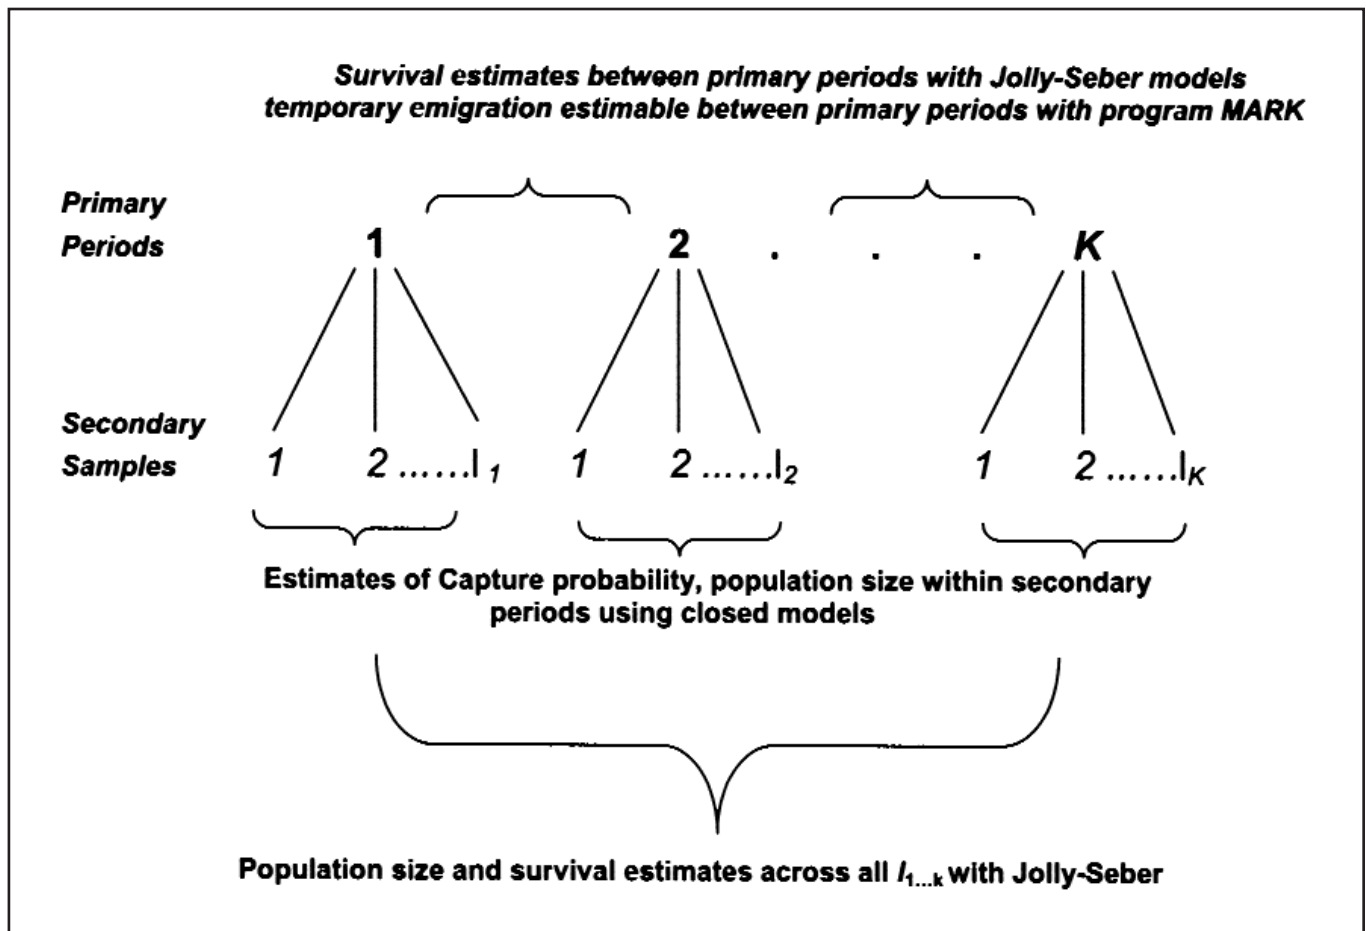 Survival estimates between primary periods with Jolly-Seber models
temporary emigration estimable between primary periods with program MARK
Primary
Periods 1 2 . . . K
Secondary
Samples 1 2 ......l 1 1 2 ......l2 1 2 ......lK
Estimates of Capture probability, population size within secondary
periods using closed models
Population size and survival estimates across all I1...k with Jolly-Seber